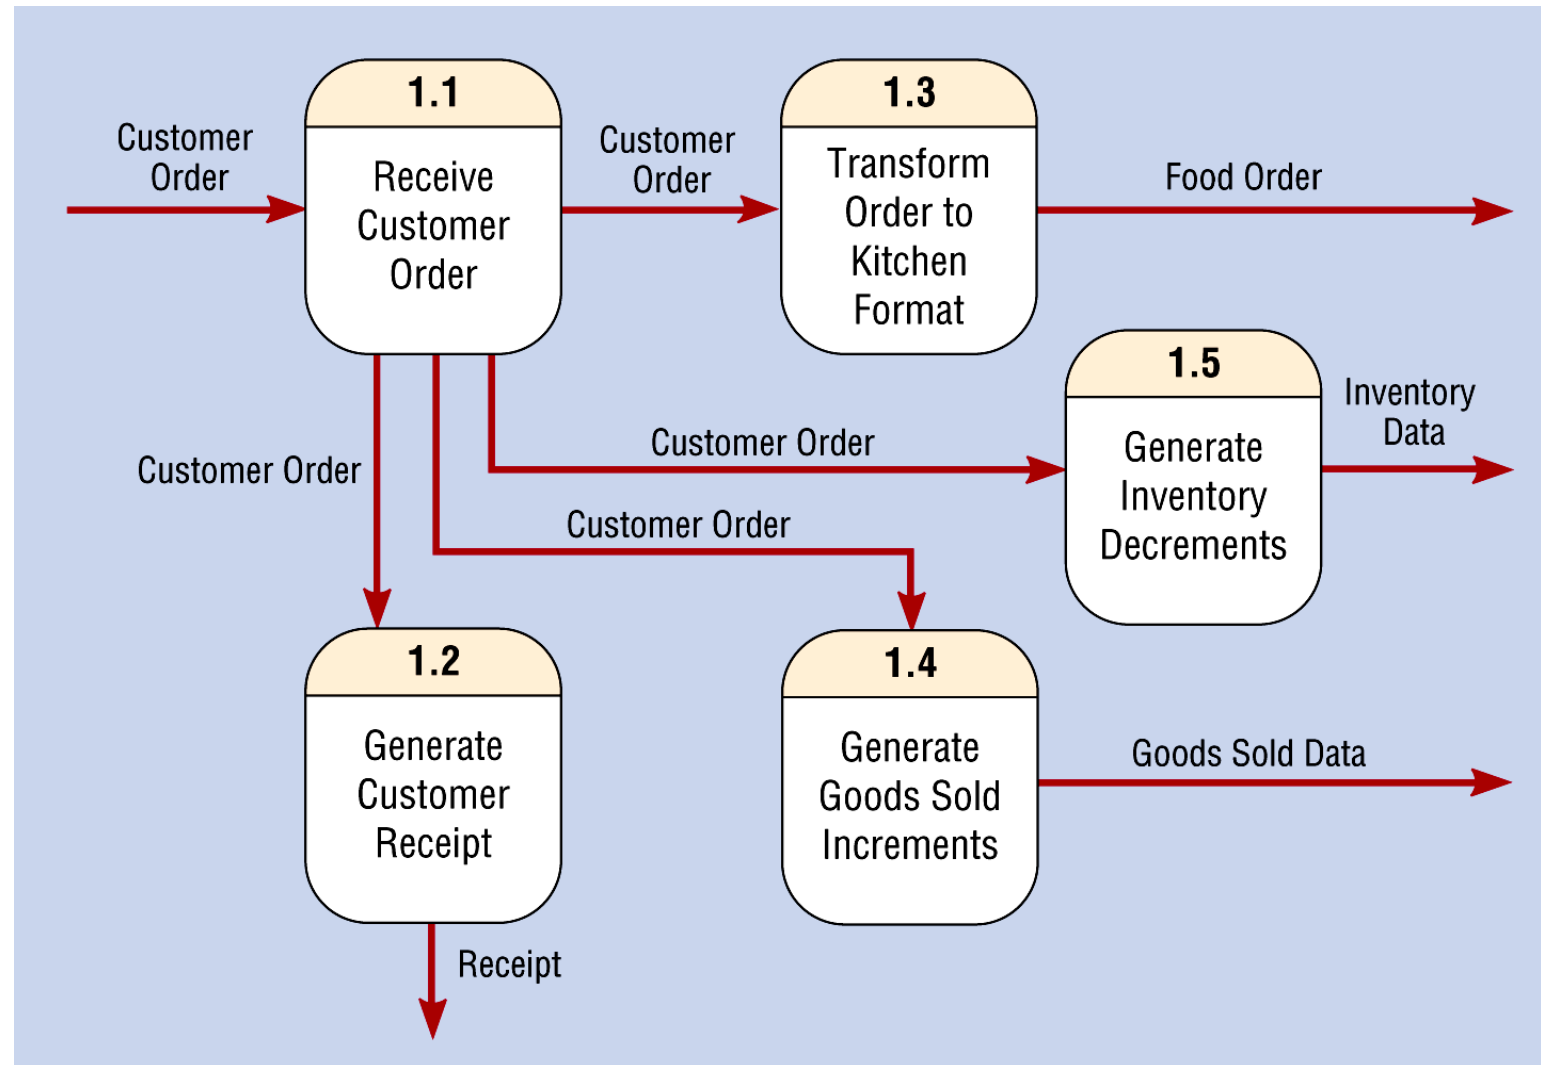 1.1
Receive
Customer
Order
1.3
Transform
Order to
Kitchen
Format
Customer
Order
Customer
Order
Food Order
1.5
Generate
Inventory
Decrements
Inventory
Data
Customer Order
Customer Order
Customer Order
1.2
Generate
Customer
Receipt
1.4
Generate
Goods Sold
Increments
Goods Sold Data
Receipt